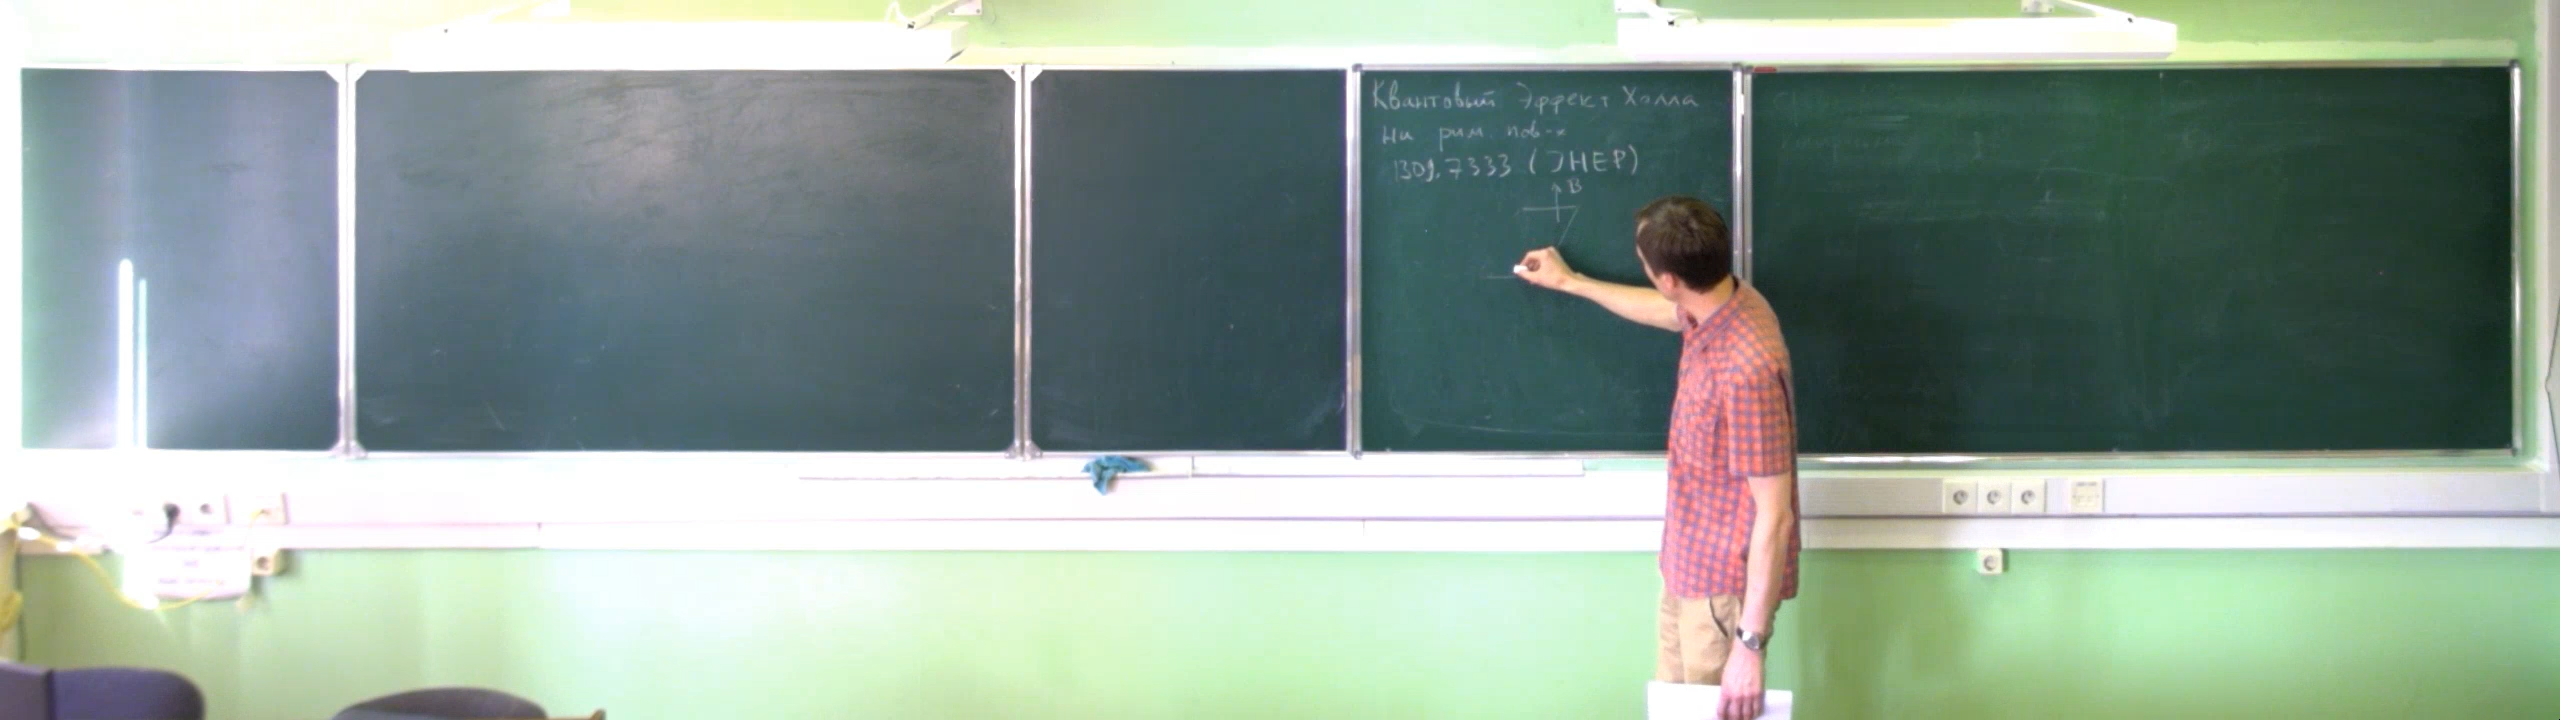 Квантовый Эффект Холла
на рим. пов-х
1309.7333 (JHEP)
B